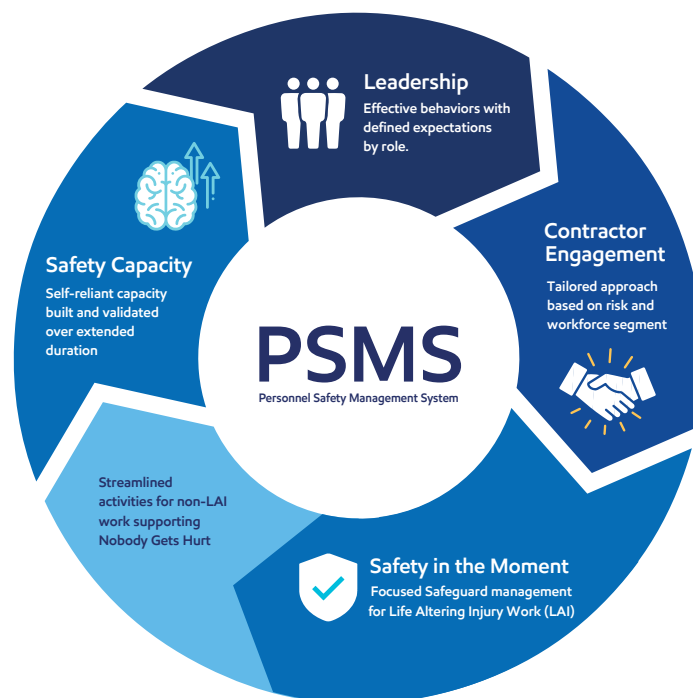 Leadership
Effective behaviors with
defined expectations
by role.
Contractor
Engagement
Tailored approach
based on risk and
workforce segment
Safety Capacity
Self-reliant capacity
built and validated
over extended
duration
PSMS
Personnel Safety Management System
Streamlined
activities for non-LAI
work supporting
Nobody Gets Hurt
Safety in the Moment
Focused Safeguard management
for Life Altering Injury Work (LAI)